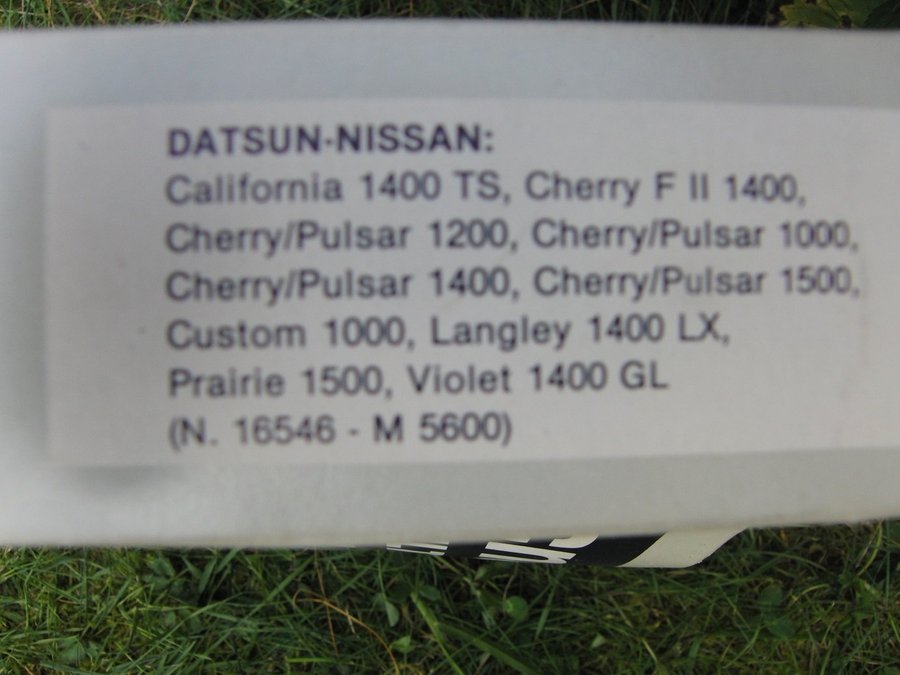 DATSUN-NISSAN:
California 1400 TS, Cherry F II 1400,
Cherry/Pulsar 1200, Cherry/Pulsar 1000,
Cherry/Pulsar 1400, Cherry/Pulsar 1500,
Custom 1000, Langley 1400 LX,
Prairie 1500, Violet 1400 GL
(N. 16546 - M 5600)